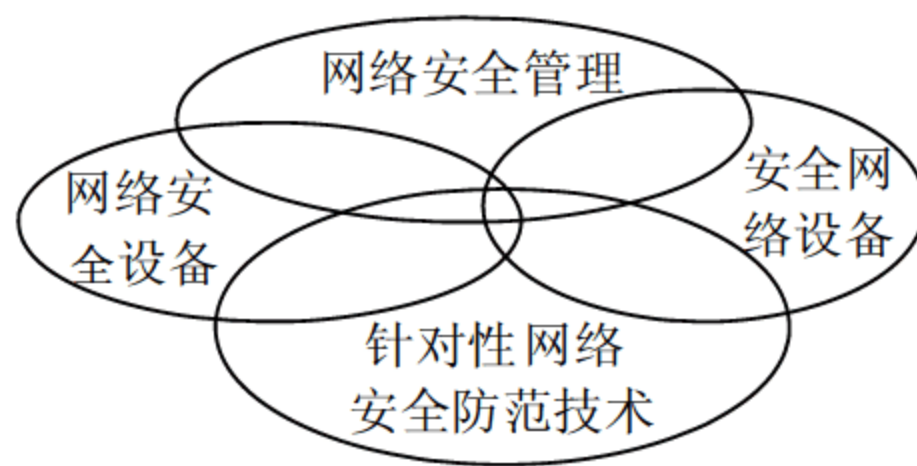 网络安全管理
网络安
全设备
安全网
络设备
针对性网络
安全防范技术